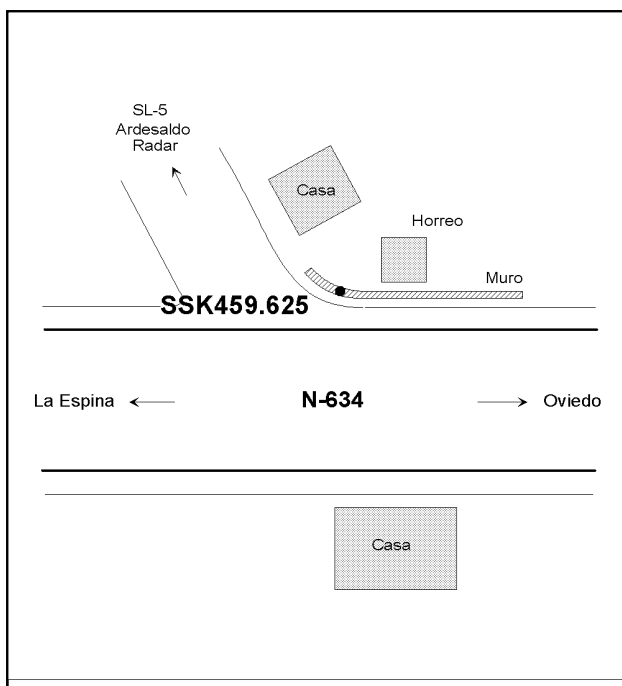 SL-5
Ardesaldo
Radar
Casa
Horreo
Muro
SSK459.625
La Espina
N-634
Oviedo
Casa